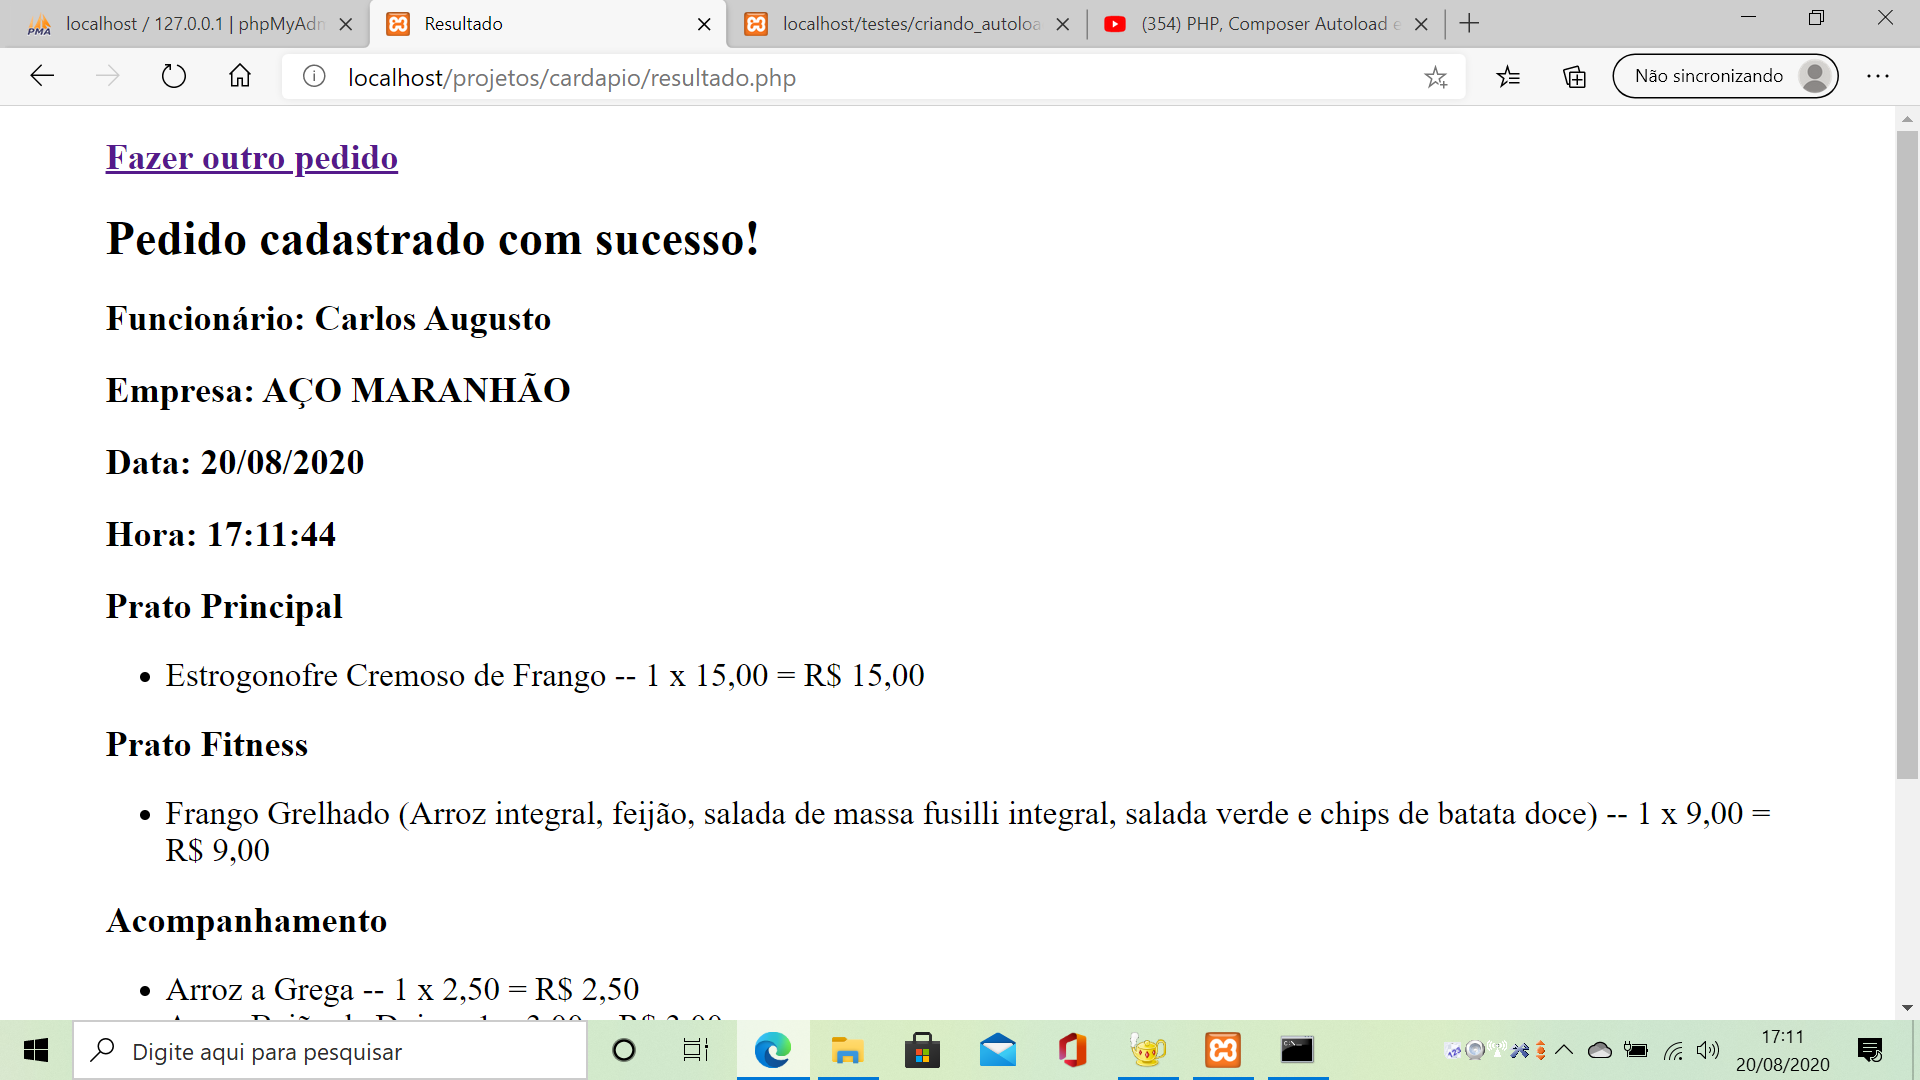 localhost / 127.0.0.1 | phpMyAdm
Resultado
localhost/testes/criando_autoloa
(354) PHP, Composer Autoload e
localhost/projetos/cardapio/resultado.php
Não sincronizando
Fazer outro pedido
Pedido cadastrado com sucesso!
Funcionário: Carlos Augusto
Empresa: AÇO MARANHÃO
Data: 20/08/2020
Hora: 17:11:44
Prato Principal
• Estrogonofre Cremoso de Frango -- 1 x 15,00 = R$ 15,00
Prato Fitness
• Frango Grelhado (Arroz integral, feijão, salada de massa fusilli integral, salada verde e chips de batata doce) -- 1 x 9,00 =
R$ 9,00
Acompanhamento
• Arroz a Grega -- 1 x 2,50 = R$ 2,50
Digite aqui para pesquisar
17:11
20/08/2020